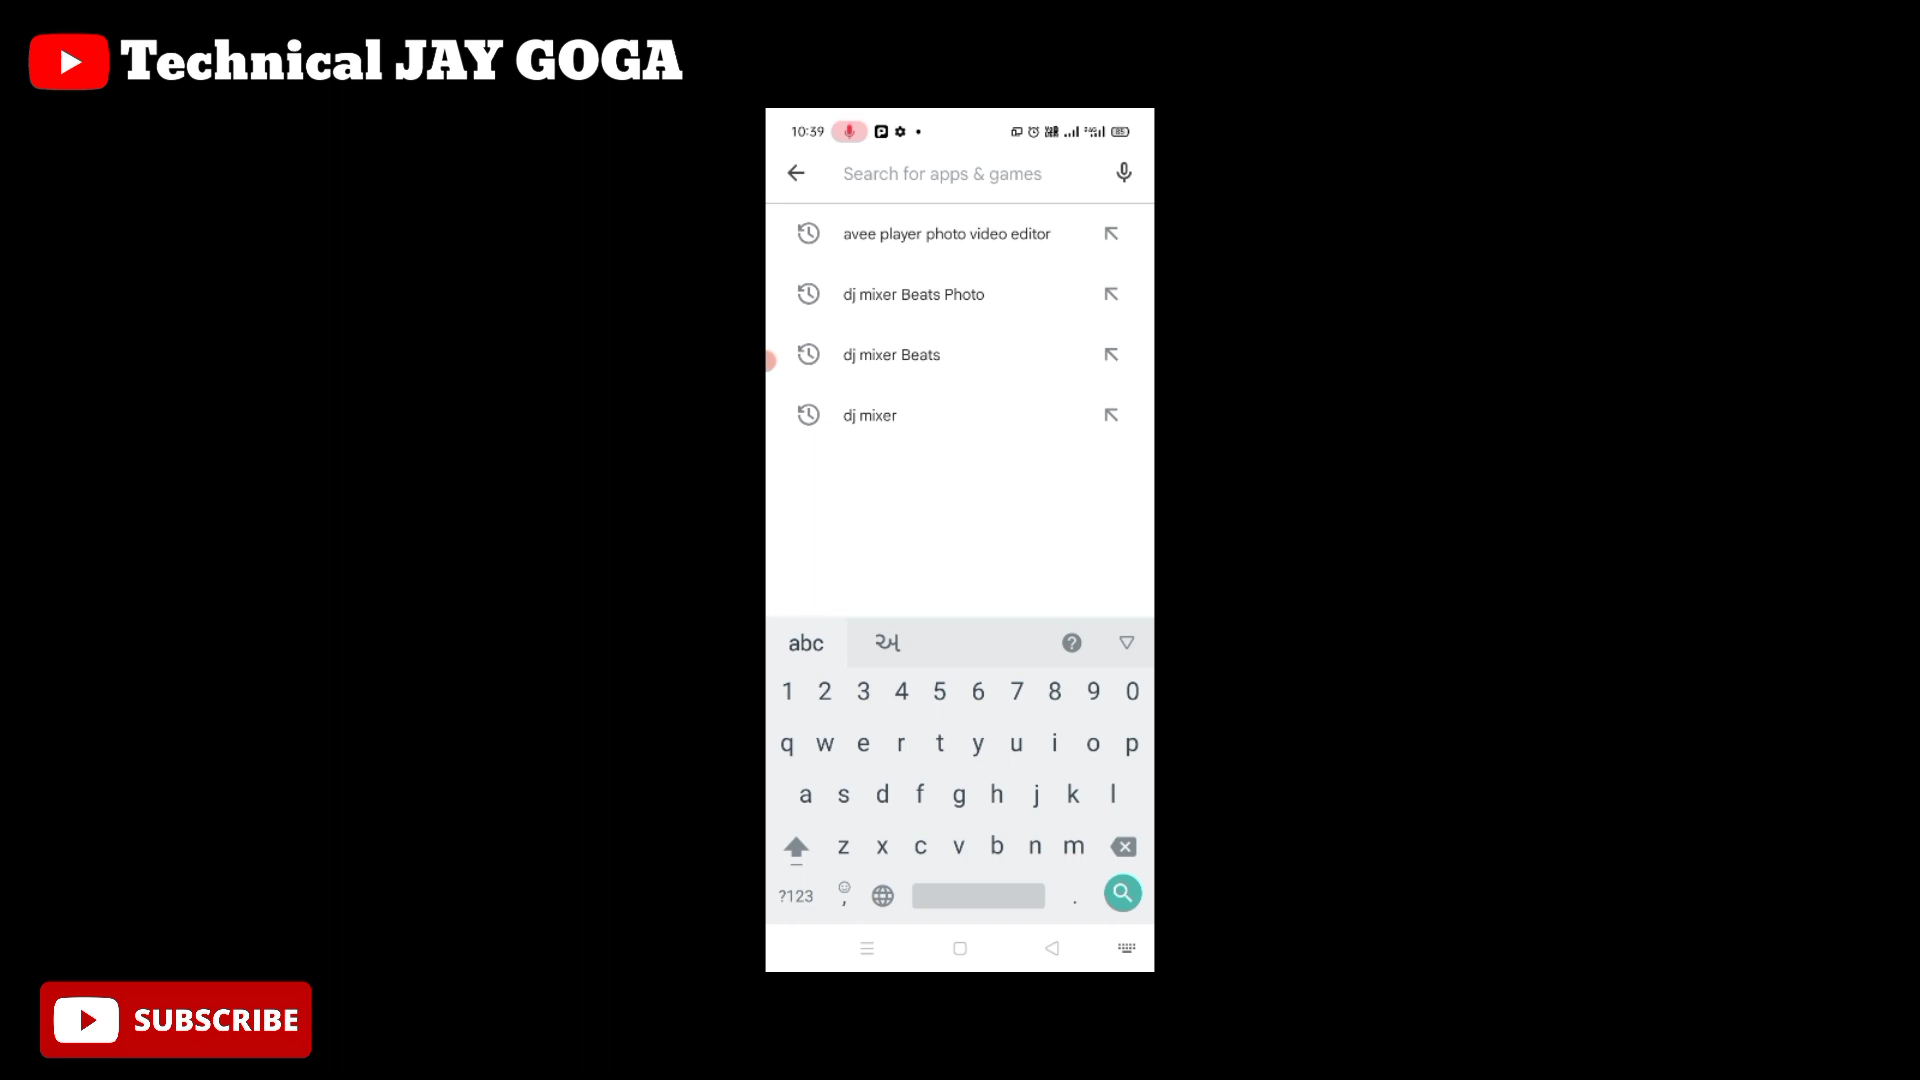 Technical JAY GOGA
10:39
85
Search for apps & games
avee player photo video editor
dj mixer Beats Photo
dj mixer Beats
dj mixer
abc અ ?
1 2 3 4 5 6 7 8 9 0
q w e r t y u i o p
a s d f g h j k l
z x c v b n m
?123 , .
SUBSCRIBE